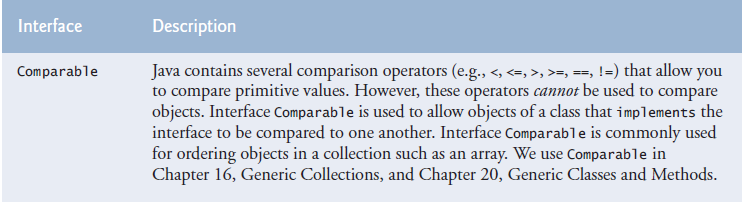 Interface Description
Comparable Java contains several comparison operators (e.g., <, <=, >, >=, ==, !=) that allow you
to compare primitive values. However, these operators cannot be used to compare
objects. Interface Comparable is used to allow objects of a class that implements the
interface to be compared to one another. Interface Comparable is commonly used
for ordering objects in a collection such as an array. We use Comparable in
Chapter 16, Generic Collections, and Chapter 20, Generic Classes and Methods.